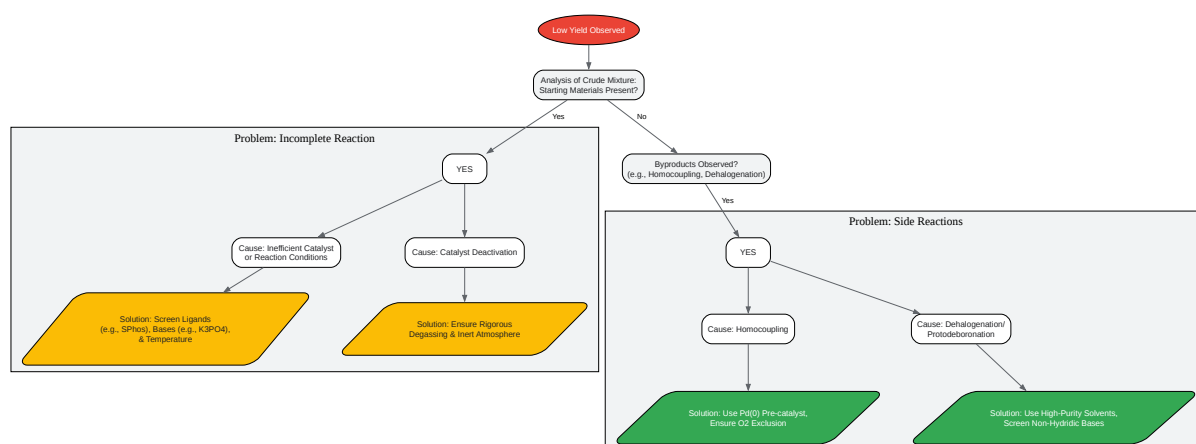 Low Yield Observed
Analysis of Crude Mixture:
Starting Materials Present?
Yes
No
Problem: Incomplete Reaction
YES
Byproducts Observed?
(e.g., Homocoupling, Dehalogenation)
Yes
Problem: Side Reactions
Cause: Inefficient Catalyst
or Reaction Conditions
Cause: Catalyst Deactivation
YES
Solution: Screen Ligands
(e.g., SPhos), Bases (e.g., K3PO4),
& Temperature
Solution: Ensure Rigorous
Degassing & Inert Atmosphere
Cause: Homocoupling
Cause: Dehalogenation/
Protodeboronation
Solution: Use Pd(0) Pre-catalyst,
Ensure O2 Exclusion
Solution: Use High-Purity Solvents,
Screen Non-Hydridic Bases